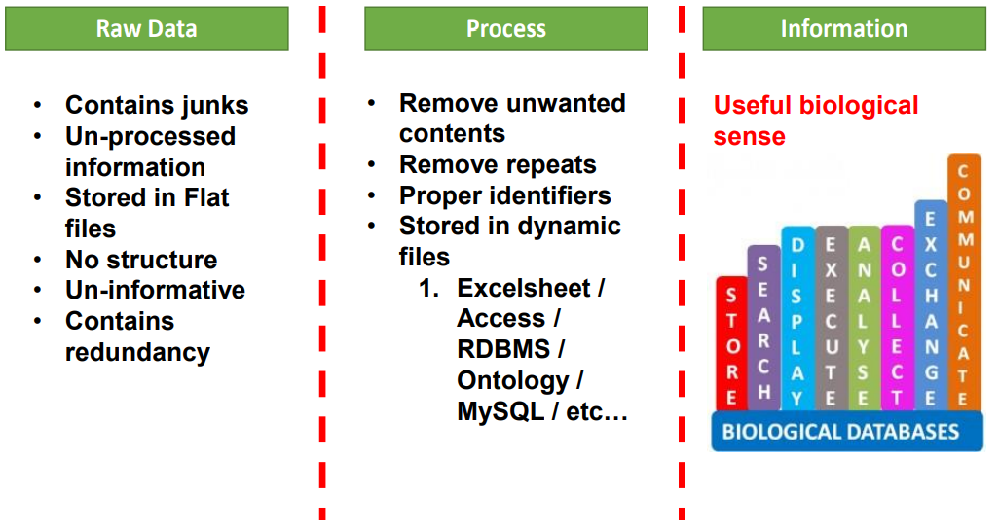 Raw Data
• Contains junks
• Un-processed
information
• Stored in Flat
files
• No structure
• Un-informative
• Contains
redundancy
Process
• Remove unwanted
contents
• Remove repeats
• Proper identifiers
• Stored in dynamic
files
1. Excelsheet /
Access /
RDBMS /
Ontology /
MySQL / etc…
Information
Useful biological
sense
STORE
SEARCH
DISPLAY
EXECUTE
ANALYSE
COLLECT
EXCHANGE
COMMUNICATE
BIOLOGICAL DATABASES